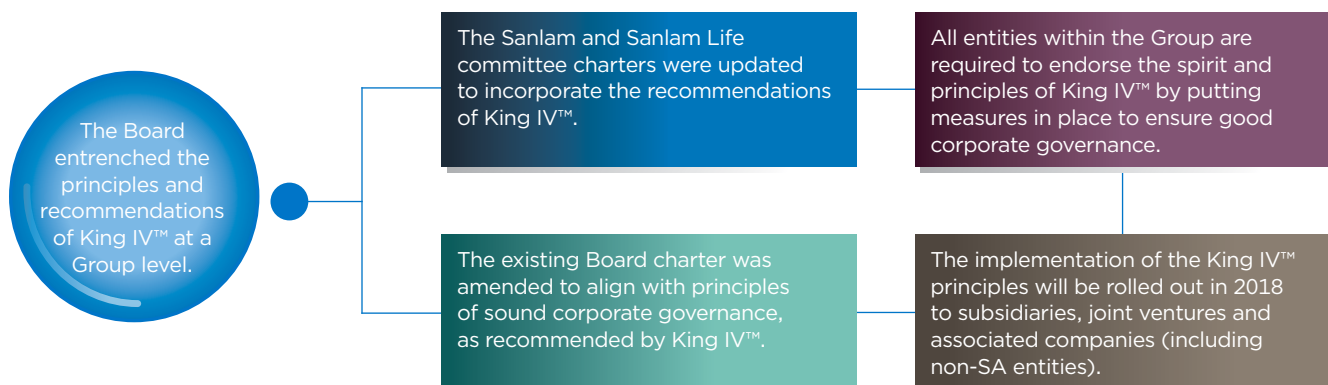 The Board
entrenched the
principles and
recommendations
of King IV™ at a
Group level.
The Sanlam and Sanlam Life
committee charters were updated
to incorporate the recommendations
of King IV™.
All entities within the Group are
required to endorse the spirit and
principles of King IV™ by putting
measures in place to ensure good
corporate governance.
The existing Board charter was
amended to align with principles
of sound corporate governance,
as recommended by King IV™.
The implementation of the King IV™
principles will be rolled out in 2018
to subsidiaries, joint ventures and
associated companies (including
non-SA entities).